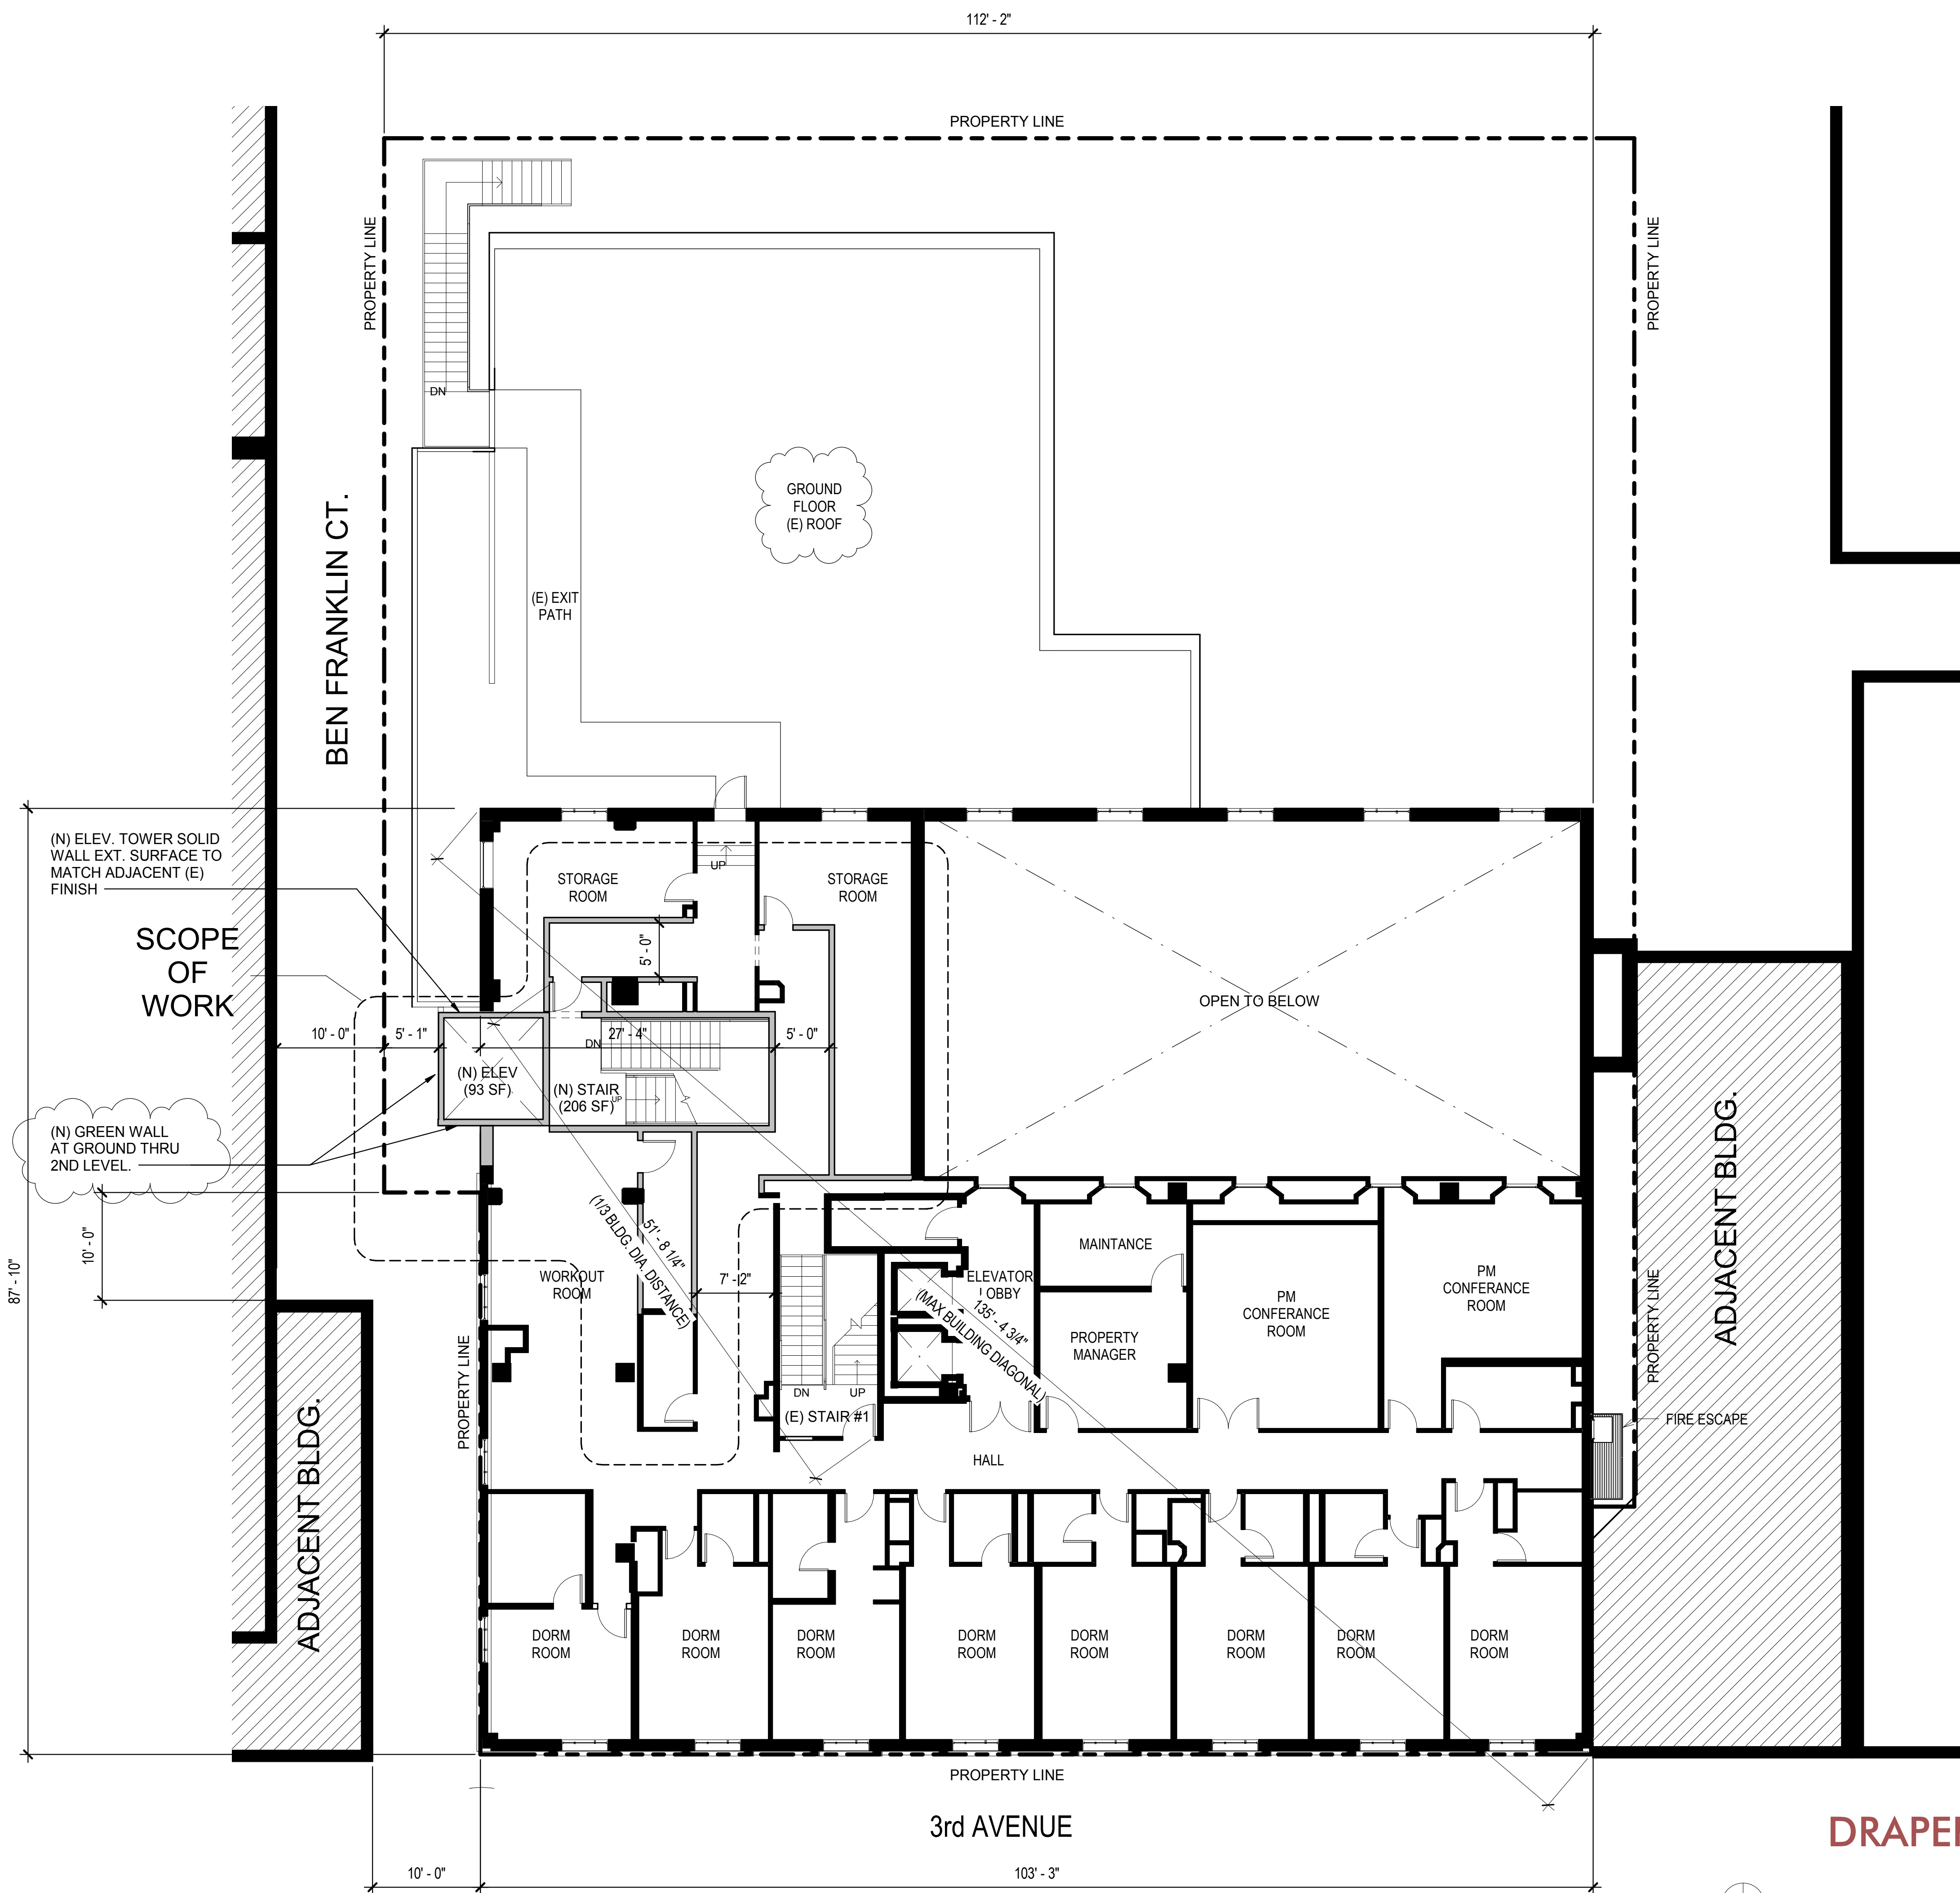 112' - 2"
PROPERTY LINE
PROPERTY LINE
PROPERTY LINE
DN
GROUND
FLOOR
(E) ROOF
BEN FRANKLIN CT.
(E) EXIT
PATH
(N) ELEV. TOWER SOLID
WALL EXT. SURFACE TO
MATCH ADJACENT (E)
FINISH
SCOPE
OF
WORK
STORAGE
ROOM
UP
STORAGE
ROOM
5' - 0"
OPEN TO BELOW
10' - 0"
5' - 1"
27' - 4"
5' - 0"
DN
(N) ELEV
(93 SF)
(N) STAIR
(206 SF)
UP
(N) GREEN WALL
AT GROUND THRU
2ND LEVEL.
10' - 0"
87' - 10"
51' - 8 1/4"
(1/3 BLDG. DIA. DISTANCE)
7' - 2"
WORKOUT
ROOM
ELEVATOR
LOBBY
135' - 4 3/4"
(MAX BUILDING DIAGONAL)
MAINTANCE
PROPERTY
MANAGER
PM
CONFERANCE
ROOM
PM
CONFERANCE
ROOM
ADJACENT BLDG.
PROPERTY LINE
PROPERTY LINE
DN
UP
(E) STAIR #1
HALL
FIRE ESCAPE
ADJACENT BLDG.
DORM
ROOM
DORM
ROOM
DORM
ROOM
DORM
ROOM
DORM
ROOM
DORM
ROOM
DORM
ROOM
DORM
ROOM
PROPERTY LINE
3rd AVENUE
10' - 0"
103' - 3"